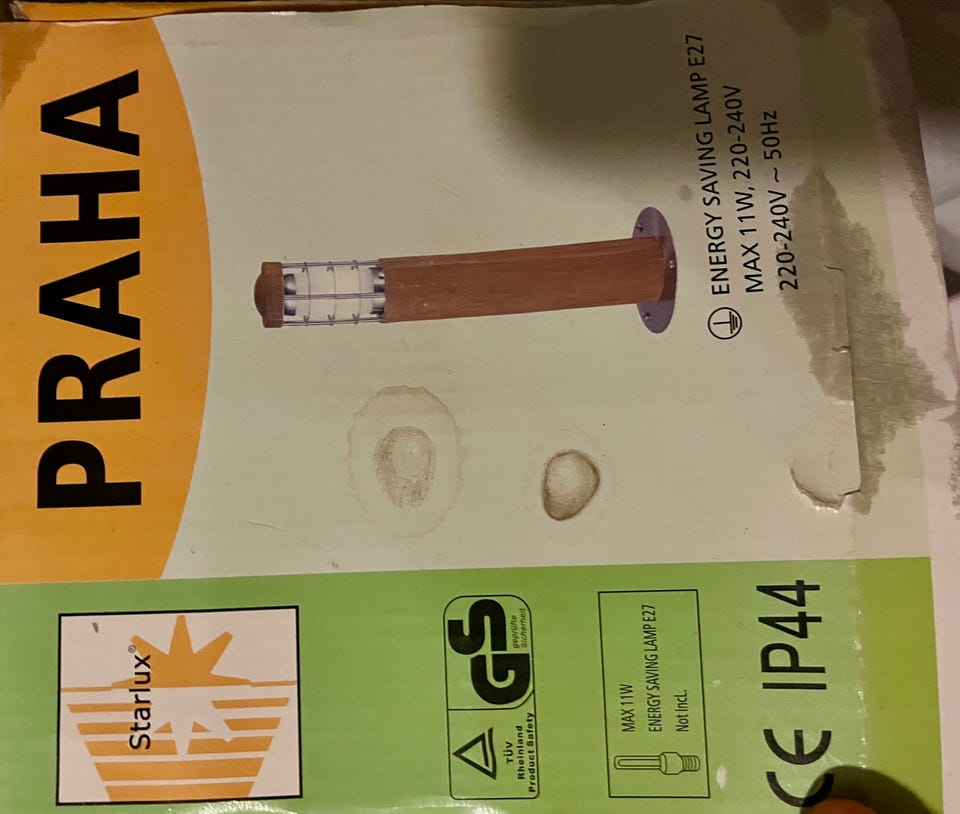 PRAHA
ENERGY SAVING LAMP E27
MAX 11W, 220-240V
220-240V ~ 50Hz
Starlux®
TÜV
Rheinland
Product Safety
GS
geprüfte
Sicherheit
MAX 11W
ENERGY SAVING LAMP E27
Not Incl.
CE IP44